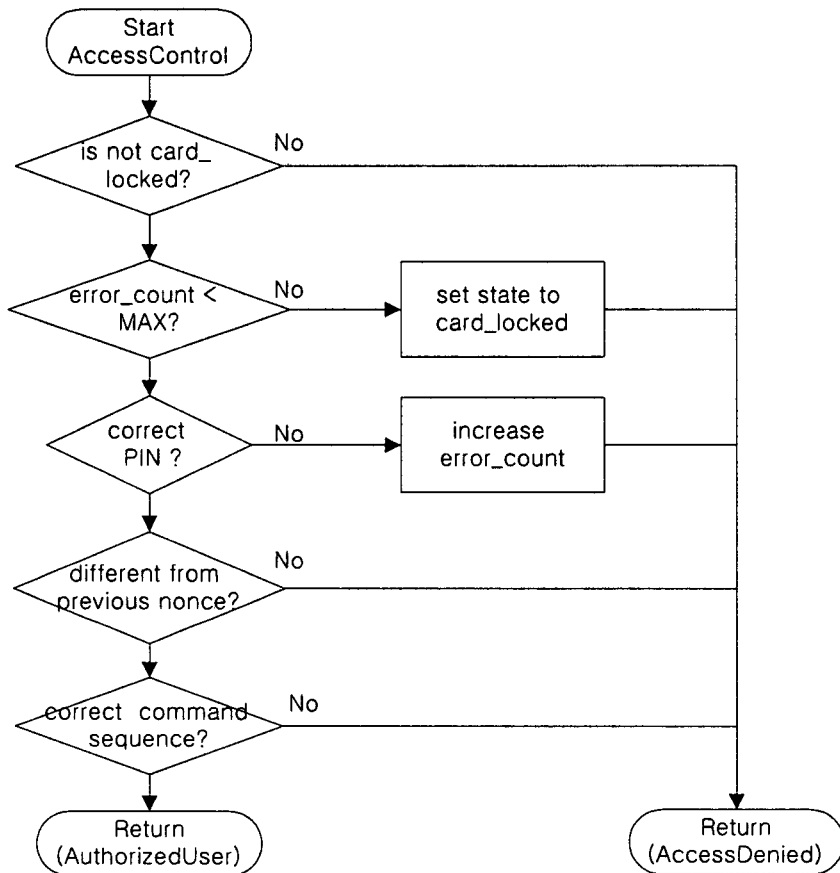 Start
AccessControl
is not card_
locked?
No
error_count <
MAX?
No
set state to
card_locked
correct
PIN ?
No
increase
error_count
different from
previous nonce?
No
correct command
sequence?
No
Return
(AuthorizedUser)
Return
(AccessDenied)